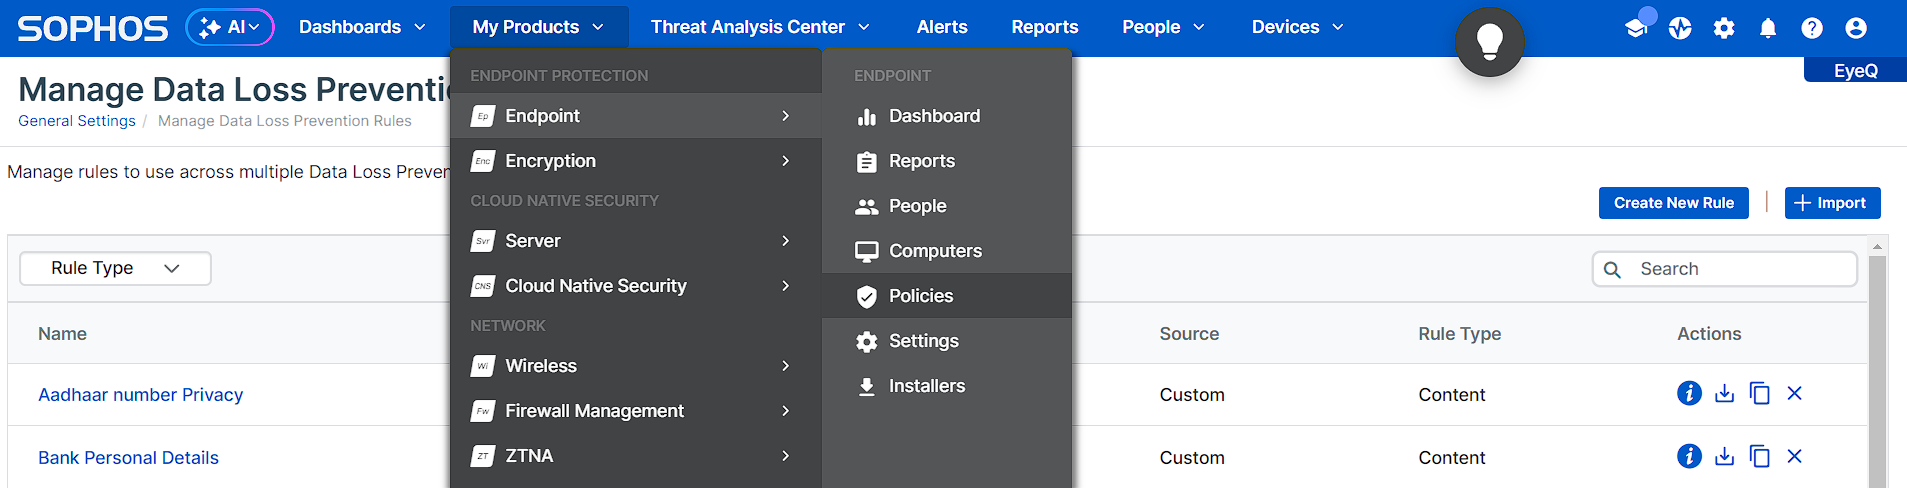 SOPHOS AI Dashboards My Products Threat Analysis Center Alerts Reports People Devices
EyeQ
Manage Data Loss Preventi
General Settings / Manage Data Loss Prevention Rules
Manage rules to use across multiple Data Loss Preven
ENDPOINT PROTECTION
Ep Endpoint
Enc Encryption
CLOUD NATIVE SECURITY
Svr Server
CNS Cloud Native Security
NETWORK
Wi Wireless
Fw Firewall Management
ZT ZTNA
ENDPOINT
Dashboard
Reports
People
Computers
Policies
Settings
Installers
Create New Rule | + Import
Rule Type
Search
Name Source Rule Type Actions
Aadhaar number Privacy Custom Content
Bank Personal Details Custom Content